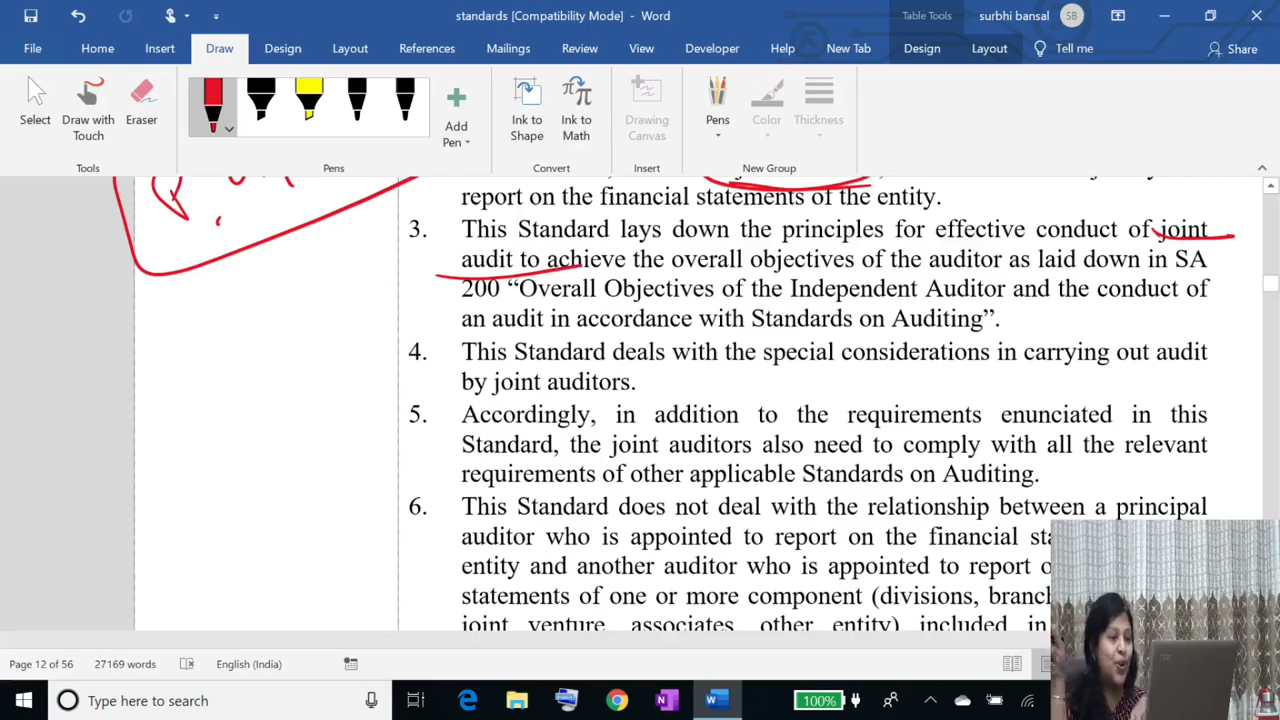 standards [Compatibility Mode] - Word
Table Tools
surbhi bansal
SB
File Home Insert Draw Design Layout References Mailings Review View Developer Help New Tab Design Layout Tell me Share
Select
Draw with
Touch
Eraser
Add
Pen
Ink to
Shape
Ink to
Math
Drawing
Canvas
Pens
Color
Thickness
Tools Pens Convert Insert New Group
report on the financial statements of the entity.
3. This Standard lays down the principles for effective conduct of joint
audit to achieve the overall objectives of the auditor as laid down in SA
200 “Overall Objectives of the Independent Auditor and the conduct of
an audit in accordance with Standards on Auditing”.
4. This Standard deals with the special considerations in carrying out audit
by joint auditors.
5. Accordingly, in addition to the requirements enunciated in this
Standard, the joint auditors also need to comply with all the relevant
requirements of other applicable Standards on Auditing.
6. This Standard does not deal with the relationship between a principal
auditor who is appointed to report on the financial
entity and another auditor who is appointed to report
statements of one or more component (divisions,
joint venture, associates, other entity) included in
Page 12 of 56 27169 words English (India)
Type here to search
100%